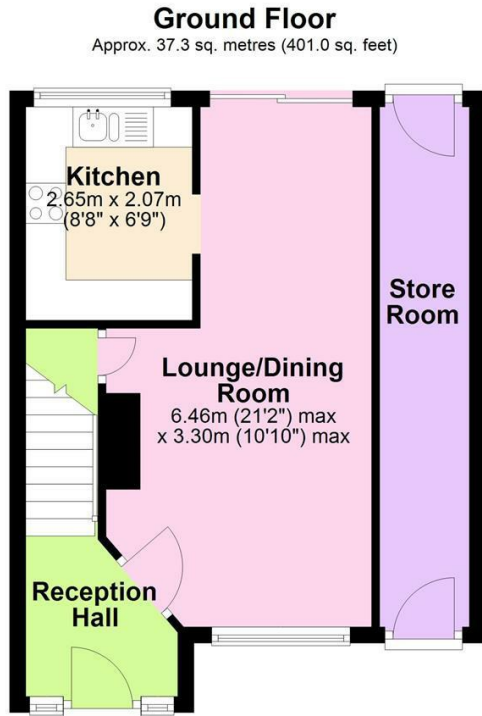 Ground Floor
Approx. 37.3 sq. metres (401.0 sq. feet)
Kitchen
2.65m x 2.07m
(8'8" x 6'9")
Store
Room
Lounge/Dining
Room
6.46m (21'2") max
x 3.30m (10'10") max
Reception
Hall